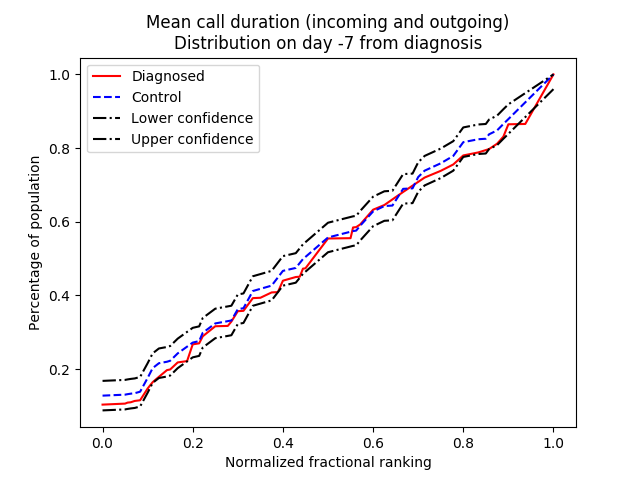 Mean call duration (incoming and outgoing)
Distribution on day -7 from diagnosis
Diagnosed
Control
Lower confidence
Upper confidence
Percentage of population
1.0
0.8
0.6
0.4
0.2
0.0 0.2 0.4 0.6 0.8 1.0
Normalized fractional ranking